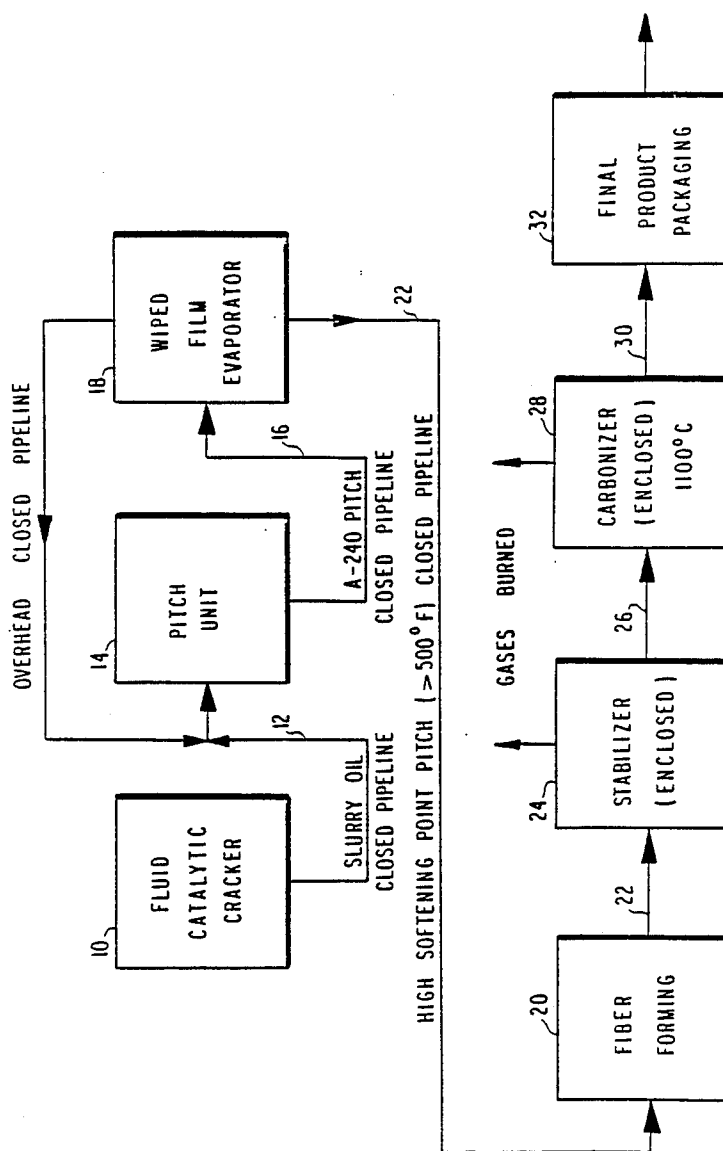 OVERHEAD CLOSED PIPELINE
10
FLUID
CATALYTIC
CRACKER
SLURRY OIL
CLOSED PIPELINE
12
14
PITCH
UNIT
A-240 PITCH
CLOSED PIPELINE
16
18
WIPED
FILM
EVAPORATOR
22
HIGH SOFTENING POINT PITCH (>500°F) CLOSED PIPELINE
20
FIBER
FORMING
22
24
STABILIZER
(ENCLOSED)
GASES BURNED
26
28
CARBONIZER
(ENCLOSED)
1100°C
30
32
FINAL
PRODUCT
PACKAGING